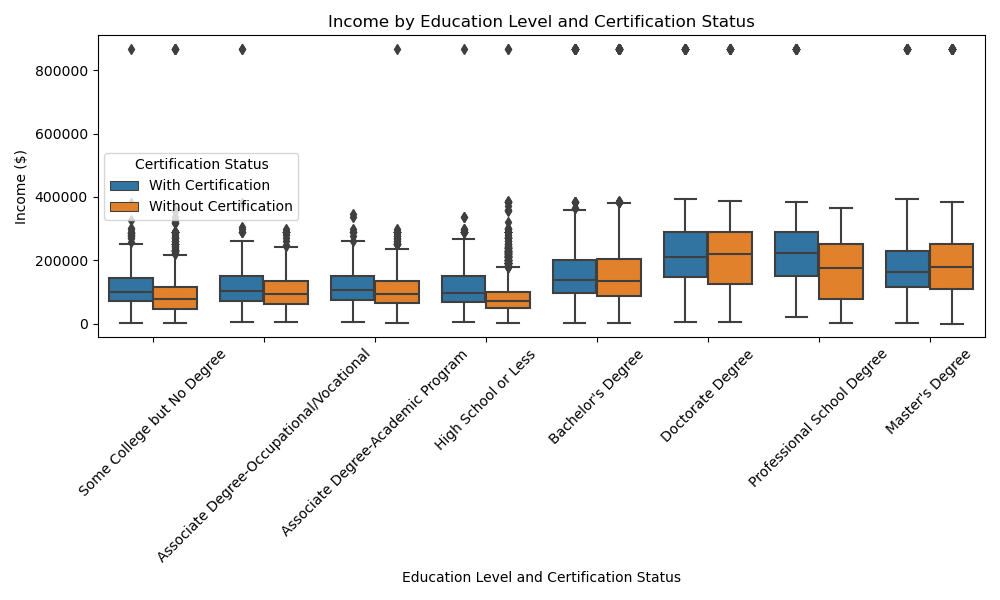 Income by Education Level and Certification Status
Income ($)
800000
600000
400000
200000
0
Certification Status
With Certification
Without Certification
Some College but No Degree
Associate Degree-Occupational/Vocational
Associate Degree-Academic Program
High School or Less
Bachelor's Degree
Doctorate Degree
Professional School Degree
Master's Degree
Education Level and Certification Status